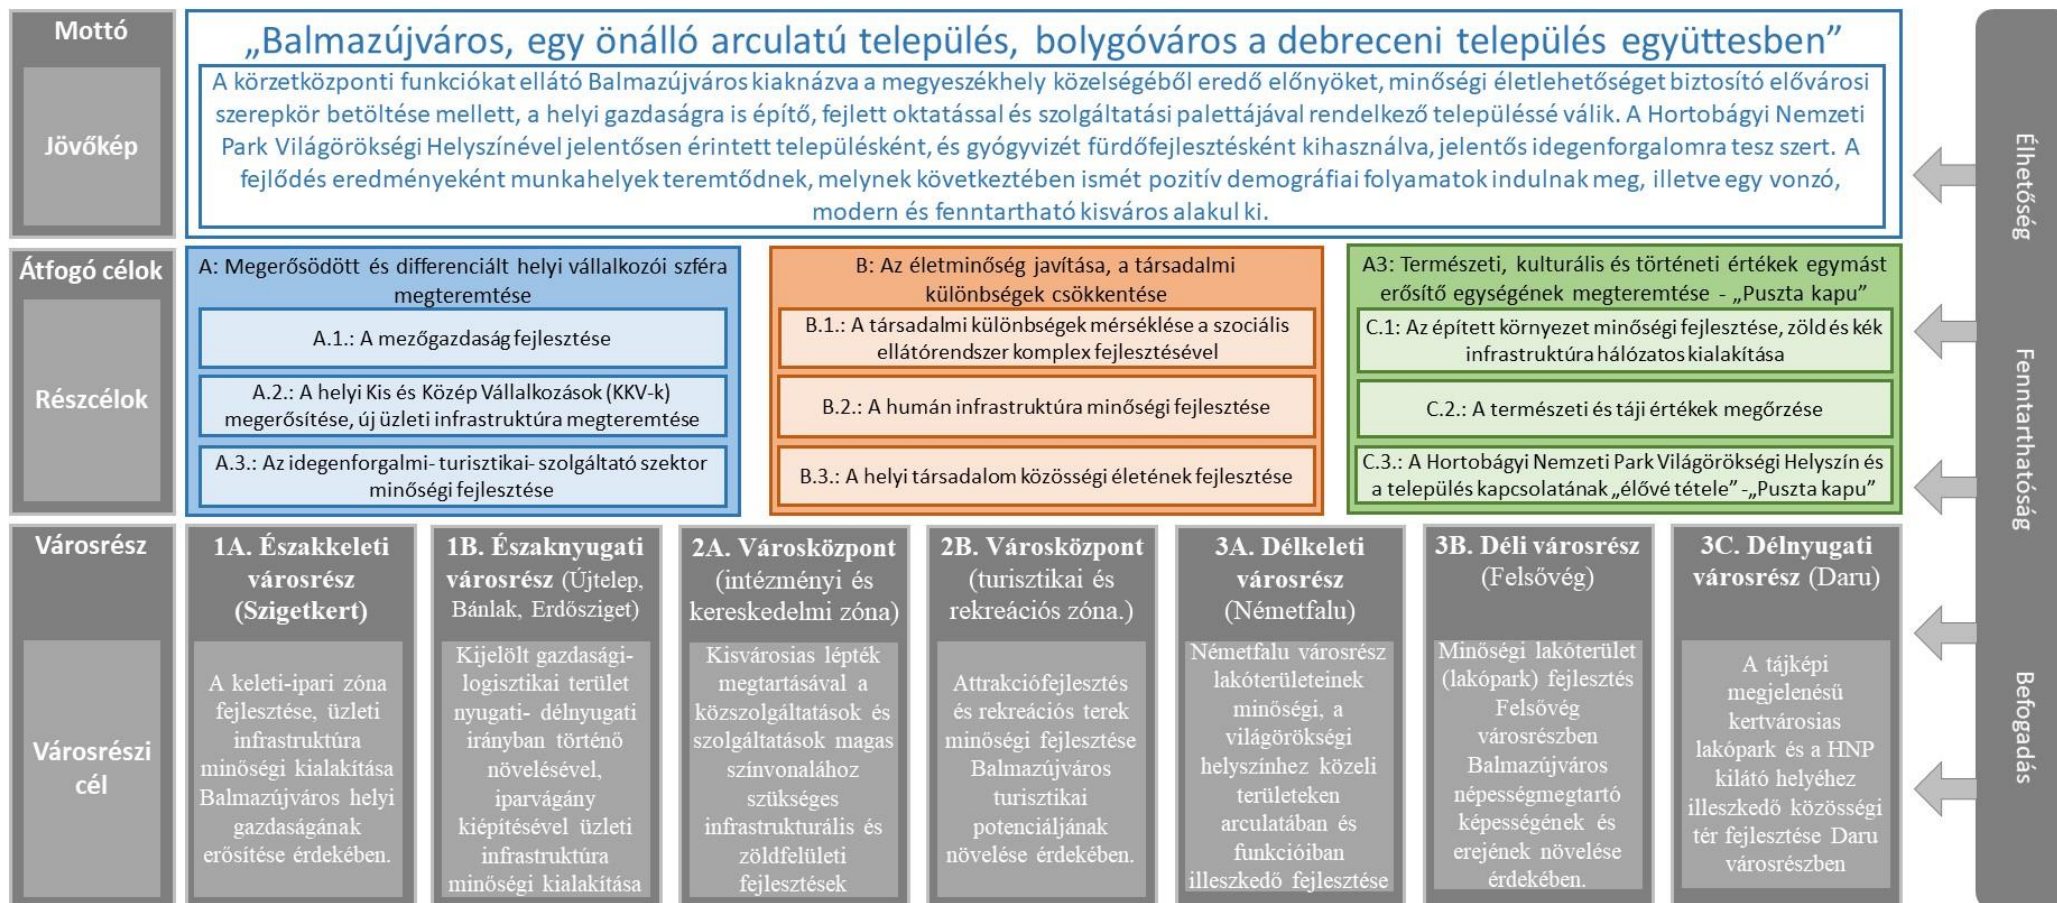 Mottó
„Balmazújváros, egy önálló arculatú település, bolygóváros a debreceni település együttesben”
Jövőkép
A körzetközponti funkciókat ellátó Balmazújváros kiaknázva a megyeszékhely közelségéből eredő előnyöket, minőségi életlehetőséget biztosító elővárosi
szerepkör betöltése mellett, a helyi gazdaságra is építő, fejlett oktatással és szolgáltatási palettájával rendelkező településsé válik. A Hortobágyi Nemzeti
Park Világörökségi Helyszínével jelentősen érintett településként, és gyógyvizét fürdőfejlesztésként kihasználva, jelentős idegenforgalomra tesz szert. A
fejlődés eredményeként munkahelyek teremtődnek, melynek következtében ismét pozitív demográfiai folyamatok indulnak meg, illetve egy vonzó,
modern és fenntartható kisváros alakul ki.
Átfogó célok
A: Megerősödött és differenciált helyi vállalkozói szféra
megteremtése
B: Az életminőség javítása, a társadalmi
különbségek csökkentése
A3: Természeti, kulturális és történeti értékek egymást
erősítő egységének megteremtése - „Puszta kapu”
Részcélok
A.1.: A mezőgazdaság fejlesztése
A.2.: A helyi Kis és Közép Vállalkozások (KKV-k)
megerősítése, új üzleti infrastruktúra megteremtése
A.3.: Az idegenforgalmi- turisztikai- szolgáltató szektor
minőségi fejlesztése
B.1.: A társadalmi különbségek mérséklése a szociális
ellátórendszer komplex fejlesztésével
B.2.: A humán infrastruktúra minőségi fejlesztése
B.3.: A helyi társadalom közösségi életének fejlesztése
C.1: Az épített környezet minőségi fejlesztése, zöld és kék
infrastruktúra hálózatos kialakítása
C.2.: A természeti és táji értékek megőrzése
C.3.: A Hortobágyi Nemzeti Park Világörökségi Helyszín és
a település kapcsolatának „élővé tétele” -„Puszta kapu”
Városrész
1A. Északkeleti
városrész
(Szigetkert)
1B. Északnyugati
városrész (Újtelep,
Bánlak, Erdősziget)
2A. Városközpont
(intézményi és
kereskedelmi zóna)
2B. Városközpont
(turisztikai és
rekreációs zóna.)
3A. Délkeleti
városrész
(Németfalu)
3B. Déli városrész
(Felsővég)
3C. Délnyugati
városrész (Daru)
Városrészi
cél
A keleti-ipari zóna
fejlesztése, üzleti
infrastruktúra
minőségi kialakítása
Balmazújváros helyi
gazdaságának
erősítése érdekében.
Kijelölt gazdasági-
logisztikai terület
nyugati- délnyugati
irányban történő
növelésével,
iparvágány
kiépítésével üzleti
infrastruktúra
minőségi kialakítása
Kisvárosias lépték
megtartásával a
közszolgáltatások és
szolgáltatások magas
színvonalához
szükséges
infrastrukturális és
zöldfelületi
fejlesztések
Attrakciófejlesztés
és rekreációs terek
minőségi fejlesztése
Balmazújváros
turisztikai
potenciáljának
növelése érdekében.
Németfalu városrész
lakóterületeinek
minőségi, a
világörökségi
helyszínhez közeli
területeken
arculatában és
funkcióiban
illeszkedő fejlesztése
Minőségi lakóterület
(lakópark) fejlesztés
Felsővég
városrészben
Balmazújváros
népességmegtartó
képességének és
erejének növelése
érdekében.
A tájképi
megjelenésű
kertvárosias
lakópark és a HNP
kilátó helyéhez
illeszkedő közösségi
tér fejlesztése Daru
városrészben
Élhetőség
Fenntarthatóság
Befogadás